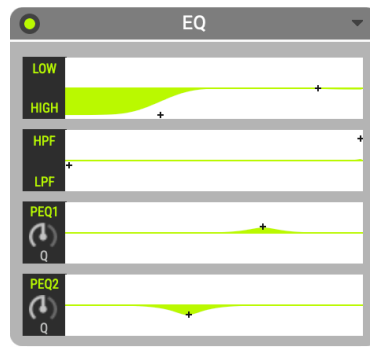 EQ
LOW
HIGH
HPF
LPF
PEQ1
Q
PEQ2
Q